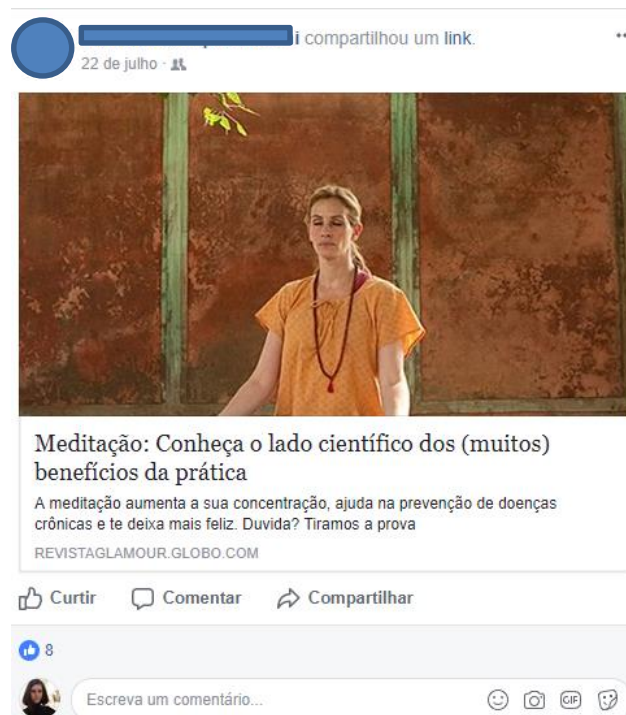 i compartilhou um link.
22 de julho ·
Meditação: Conheça o lado científico dos (muitos)
benefícios da prática
A meditação aumenta a sua concentração, ajuda na prevenção de doenças
crônicas e te deixa mais feliz. Duvida? Tiramos a prova
REVISTAGLAMOUR.GLOBO.COM
Curtir Comentar Compartilhar
8
Escreva um comentário... GIF